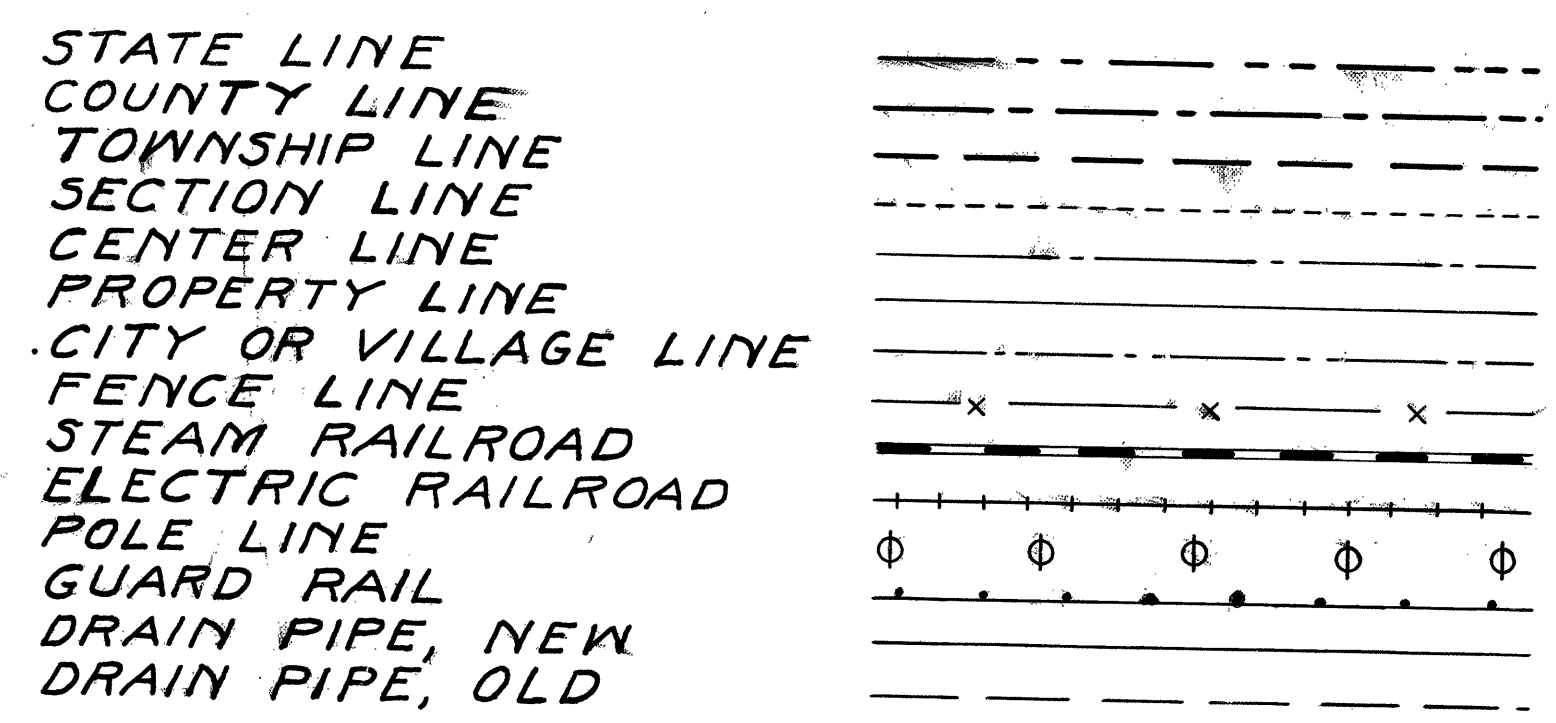 STATE LINE
COUNTY LINE
TOWNSHIP LINE
SECTION LINE
CENTER LINE
PROPERTY LINE
CITY OR VILLAGE LINE
FENCE LINE
STEAM RAILROAD
ELECTRIC RAILROAD
POLE LINE
GUARD RAIL
DRAIN PIPE, NEW
DRAIN PIPE, OLD